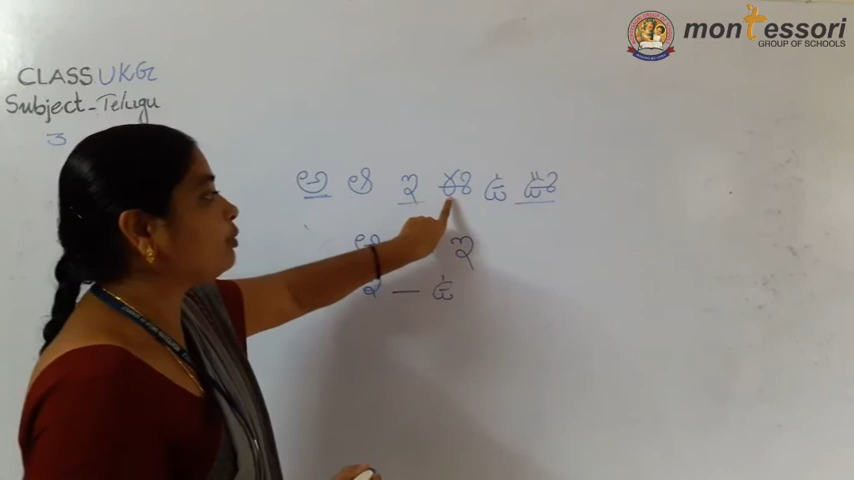 montessori
GROUP OF SCHOOLS
CLASS UKG
Subject - Telugu
3
అ ఆ ఇ ఈ ఉ ఊ
ఇ
— ఉ